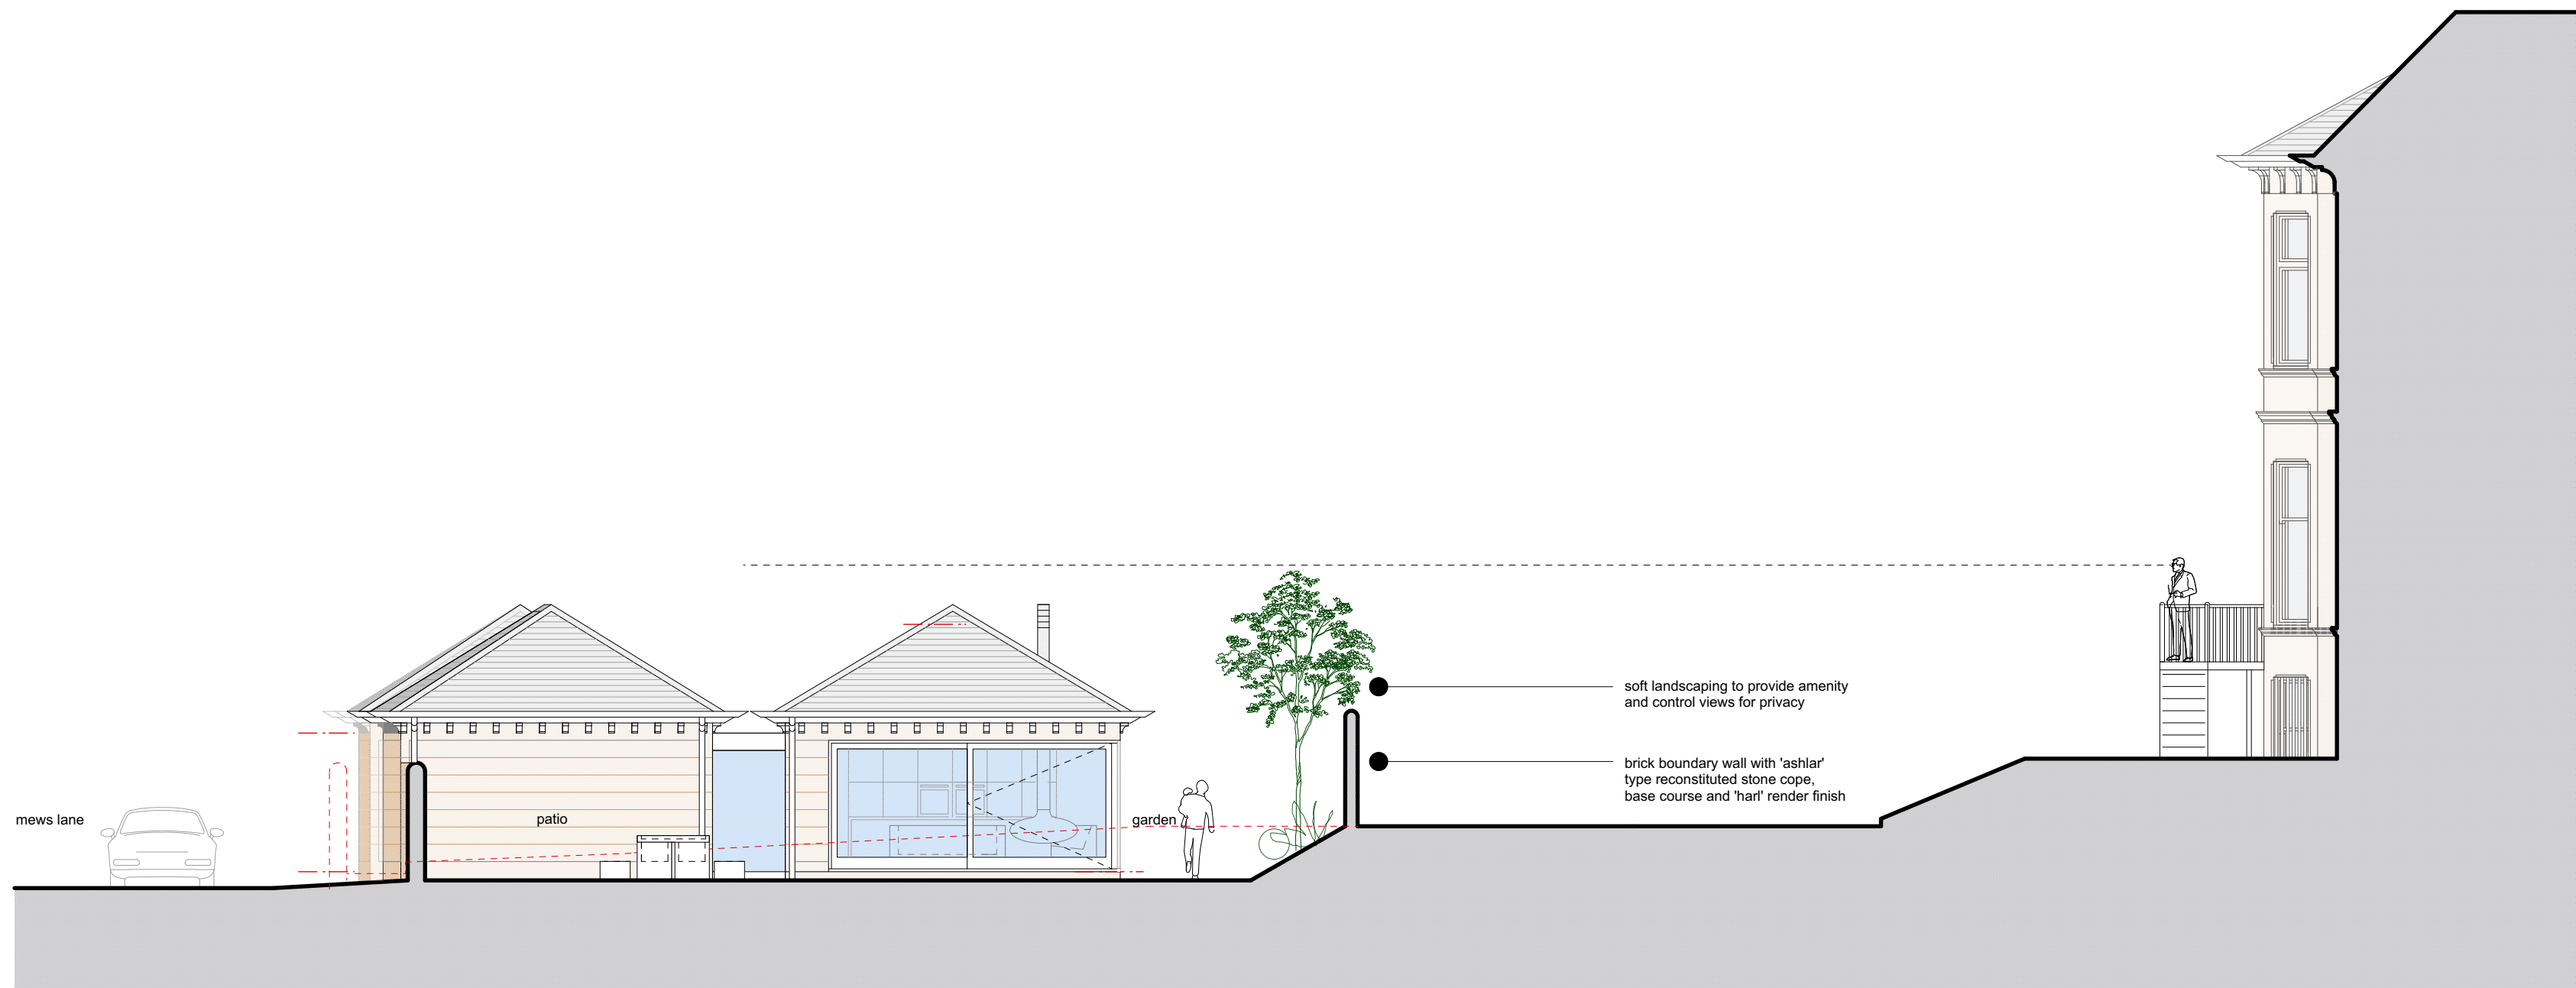 soft landscaping to provide amenity
and control views for privacy
brick boundary wall with 'ashlar'
type reconstituted stone cope,
base course and 'harl' render finish
mews lane
patio
garden